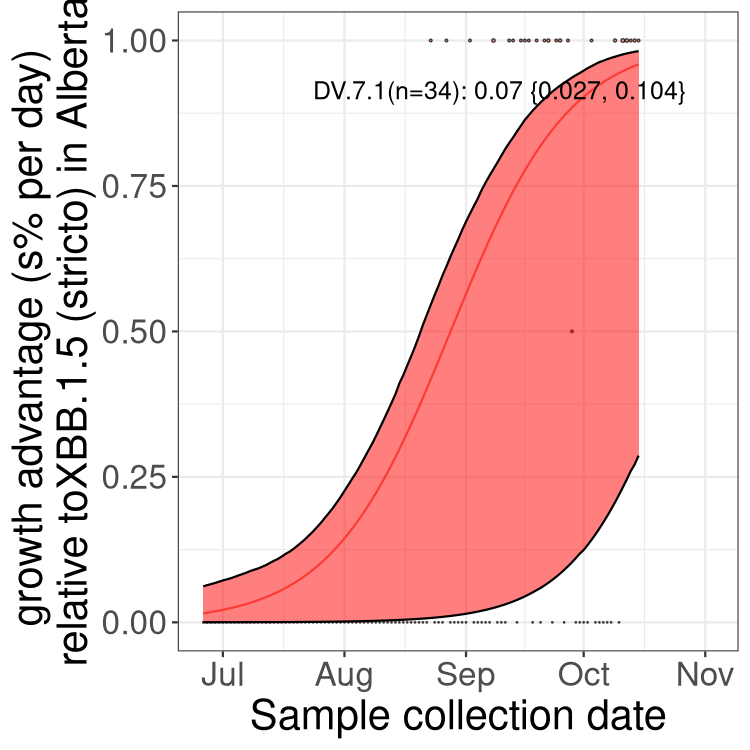 growth advantage (s% per day)
relative toXBB.1.5 (stricto) in Alberta
1.00
0.75
0.50
0.25
0.00
DV.7.1(n=34): 0.07 {0.027, 0.104}
Jul Aug Sep Oct Nov
Sample collection date